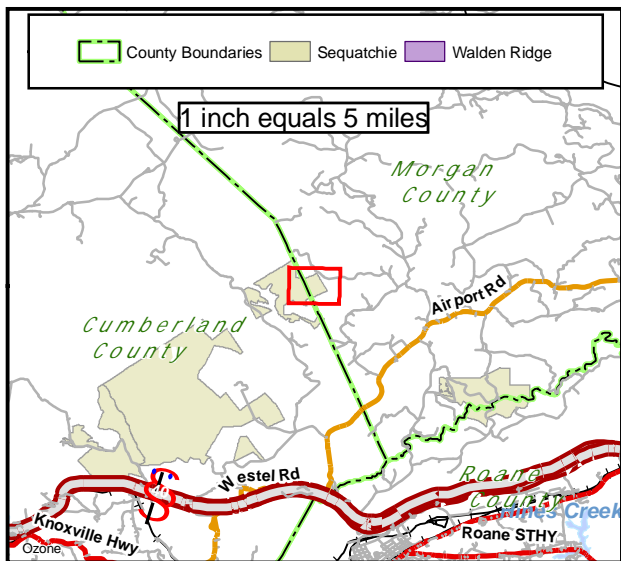 County Boundaries
Sequatchie
Walden Ridge
1 inch equals 5 miles
Morgan
County
Airport Rd
Cumberland
County
Westel Rd
Roane
County
Knoxville Hwy
Roane STHY
Ozone